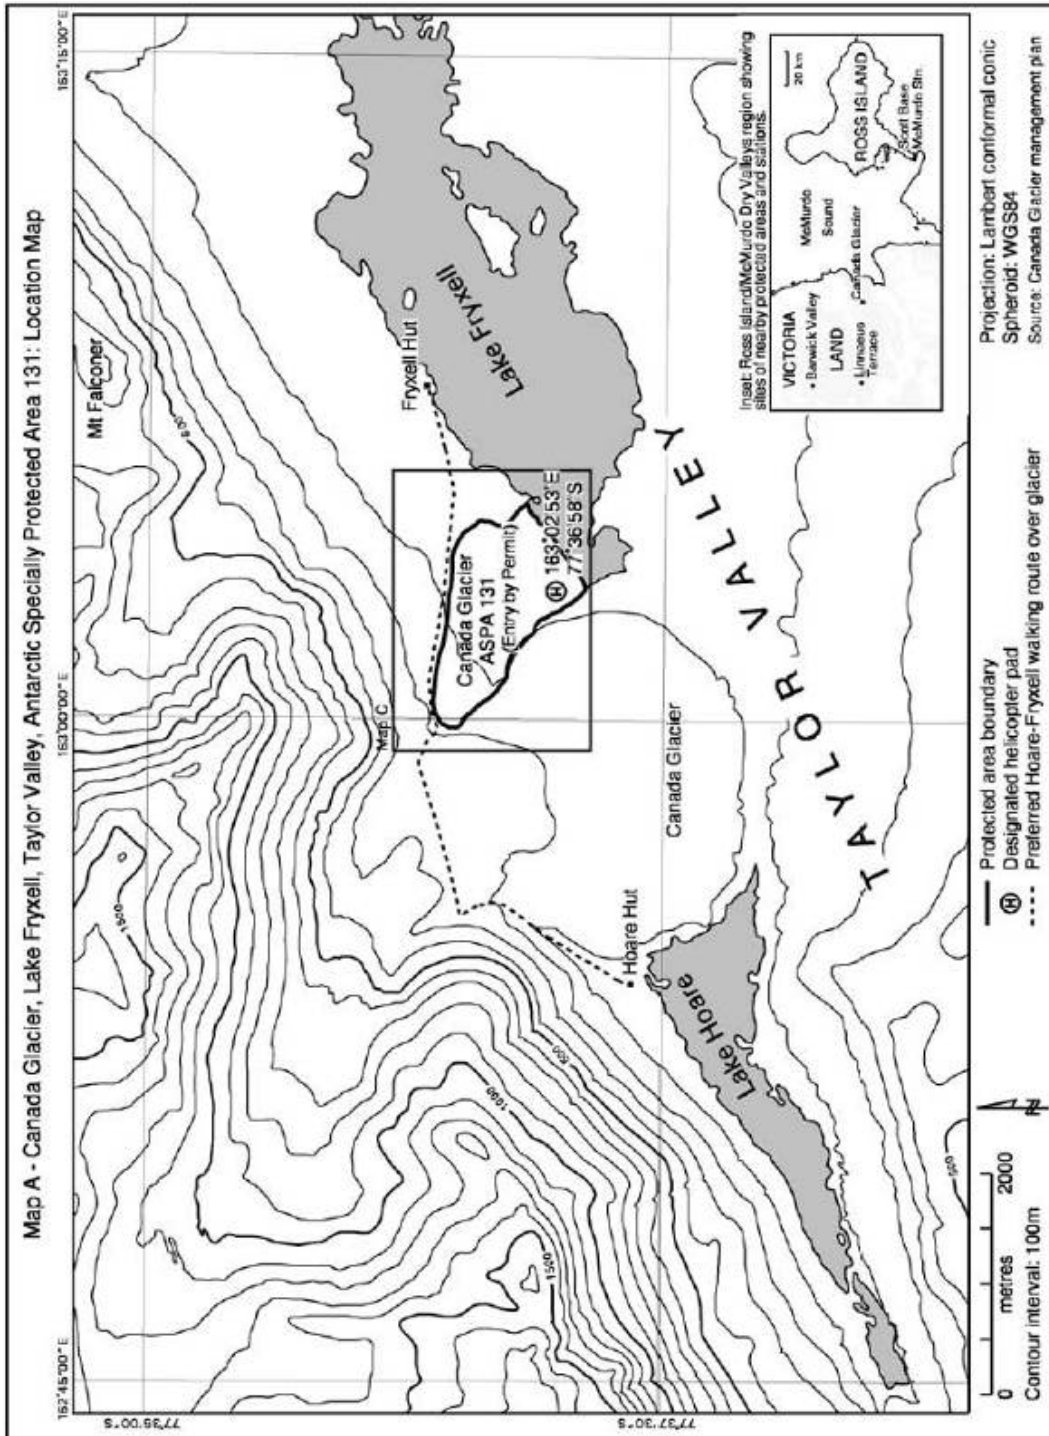 Map A - Canada Glacier, Lake Fryxell, Taylor Valley, Antarctic Specially Protected Area 131: Location Map
162°45'00" E
163°00'00" E
163°15'00" E
77°35'00" S
77°37'30" S
Mt Falconer
600
1600
1000
1500
500
500
Map C
Fryxell Hut
Lake Fryxell
Canada Glacier
ASPA 131
(Entry by Permit)
Ⓗ 163°02'53"E
77°36'58"S
Canada Glacier
Hoare Hut
Lake Hoare
TAYLOR VALLEY
Inset: Ross Island/McMurdo Dry Valleys region showing
sites of nearby protected areas and stations.
VICTORIA
LAND
Barwick Valley
Linnaeus
Terrace
McMurdo
Sound
Canada Glacier
ROSS ISLAND
Scott Base
McMurdo Stn.
20 km
0 metres 2000
Contour interval: 100m
N
Protected area boundary
Ⓗ Designated helicopter pad
Preferred Hoare-Fryxell walking route over glacier
Projection: Lambert conformal conic
Spheroid: WGS84
Source: Canada Glacier management plan